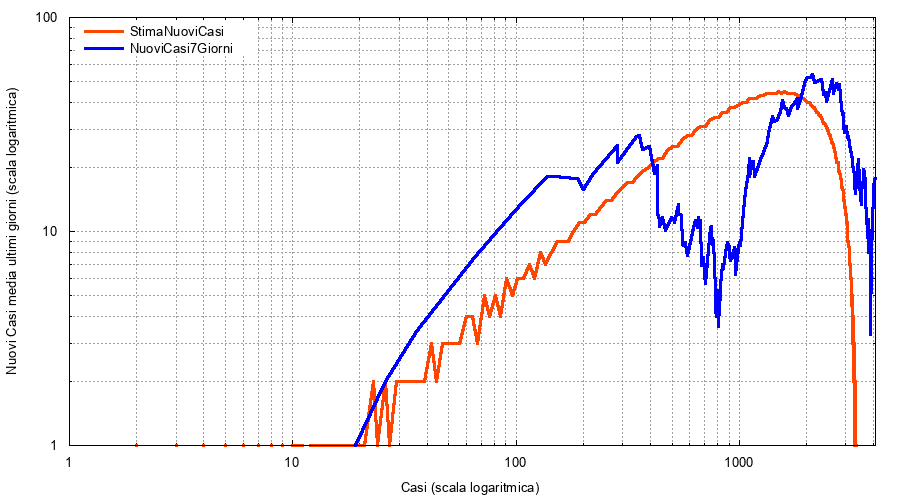 100
StimaNuoviCasi
NuoviCasi7Giorni
Nuovi Casi media ultimi giorni (scala logaritmica)
10
1
1
10
100
1000
Casi (scala logaritmica)